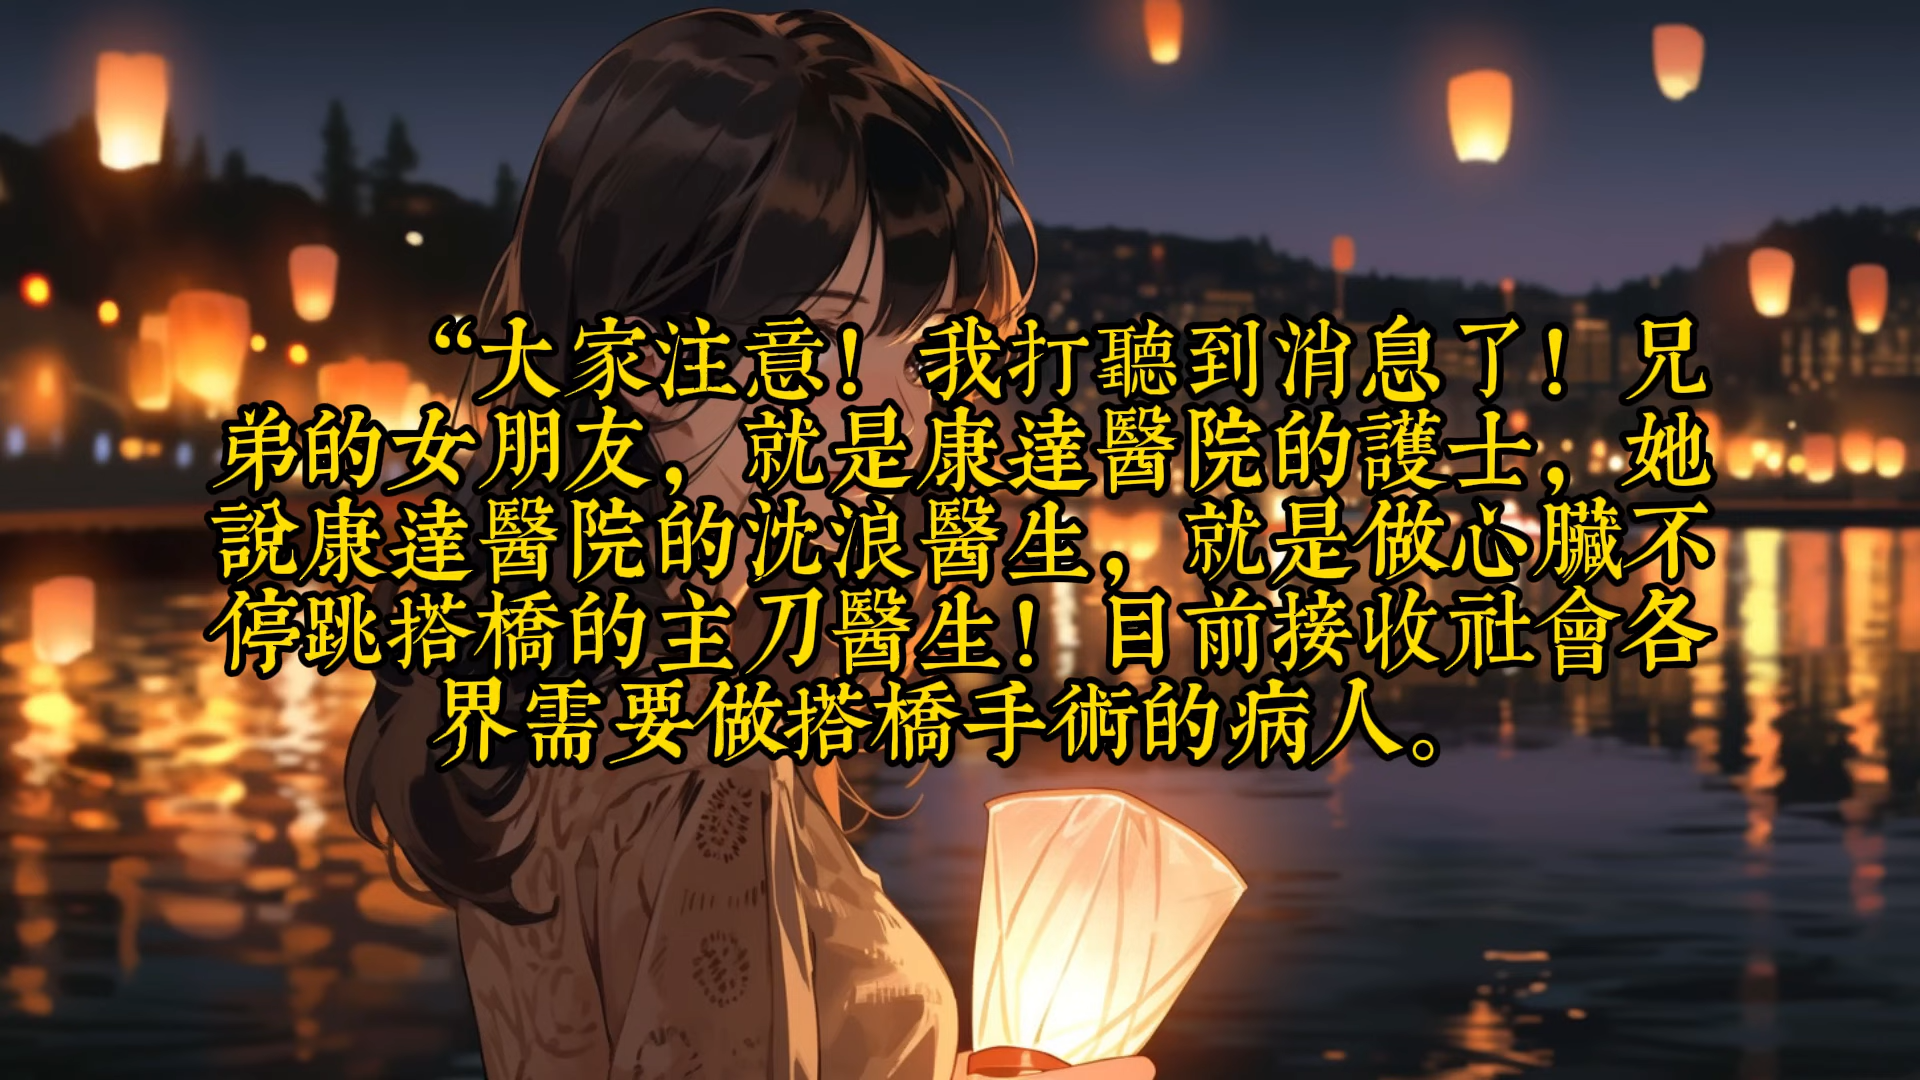 “大家注意！我打聽到消息了！兄
弟的女朋友，就是康達醫院的護士，她
說康達醫院的沈浪醫生，就是做心臟不
停跳搭橋的主刀醫生！目前接收社會各
界需要做搭橋手術的病人。